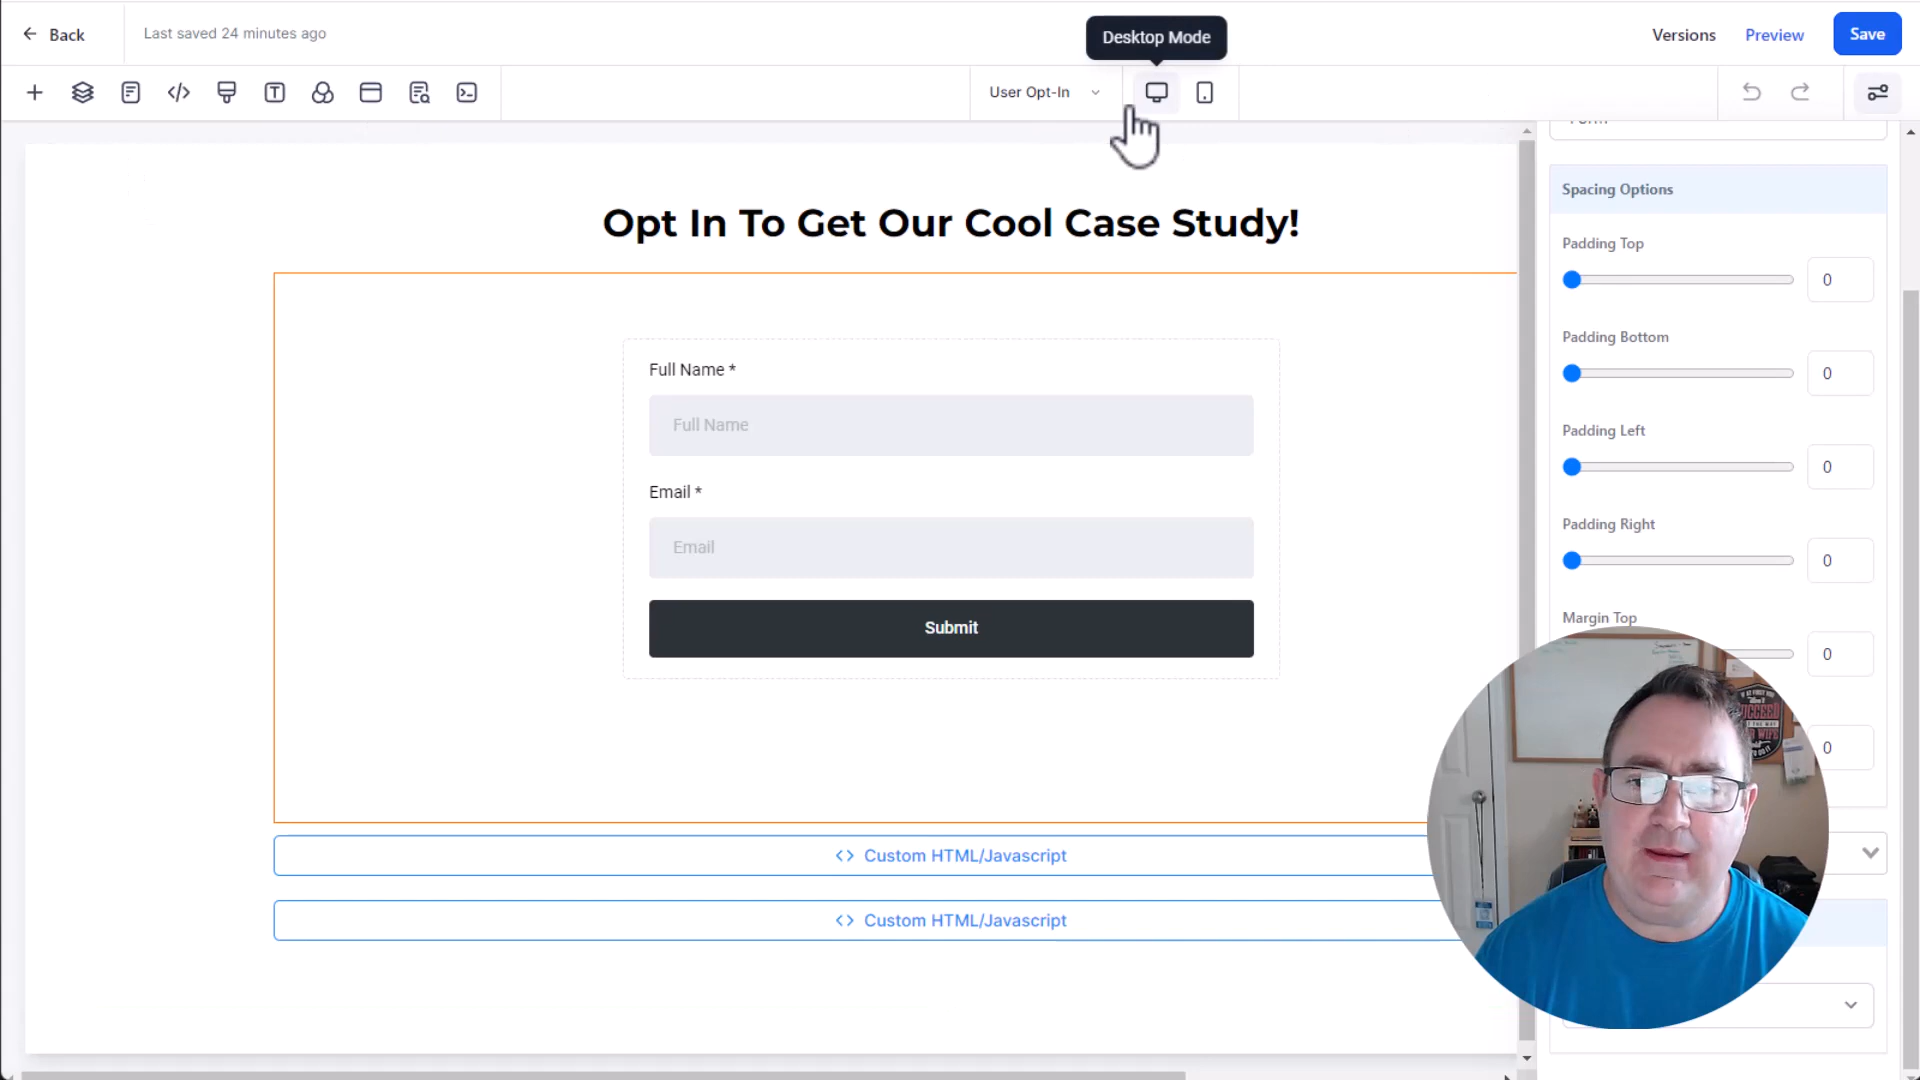 Back
Last saved 24 minutes ago
Desktop Mode
Versions
Preview
Save
User Opt-In
Spacing Options
Opt In To Get Our Cool Case Study!
Padding Top
0
Padding Bottom
0
Full Name *
Full Name
Padding Left
0
Email *
Email
Padding Right
0
Submit
Margin Top
0
0
SUCCEED
Custom HTML/Javascript
Custom HTML/Javascript